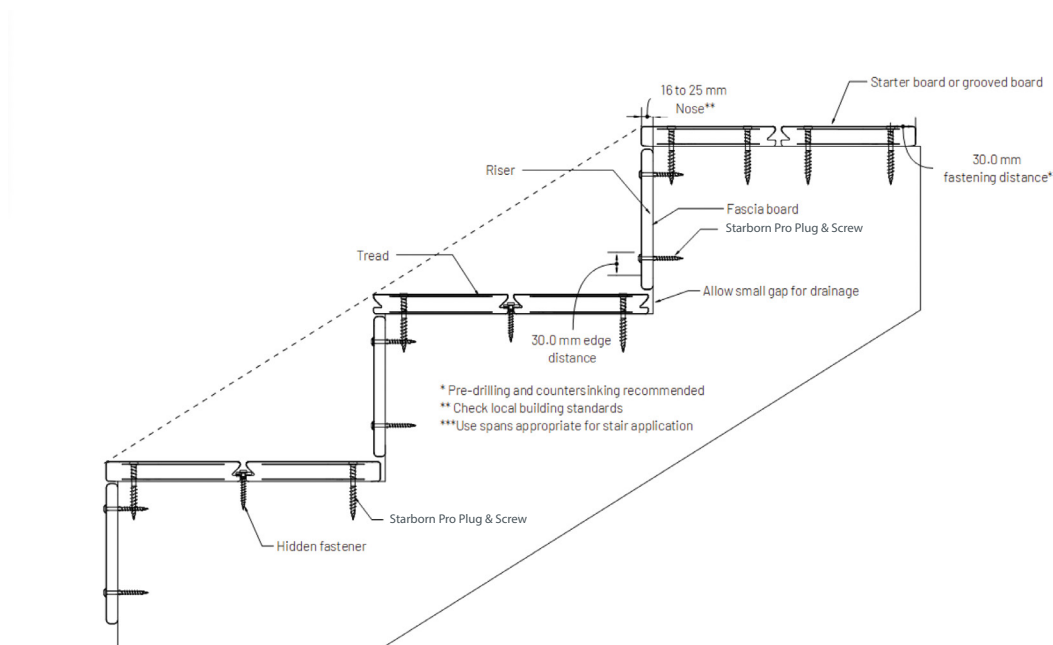 16 to 25 mm
Nose**
Starter board or grooved board
30.0 mm
fastening distance*
Riser
Fascia board
Starborn Pro Plug & Screw
Tread
Allow small gap for drainage
30.0 mm edge
distance
* Pre-drilling and countersinking recommended
** Check local building standards
***Use spans appropriate for stair application
Starborn Pro Plug & Screw
Hidden fastener